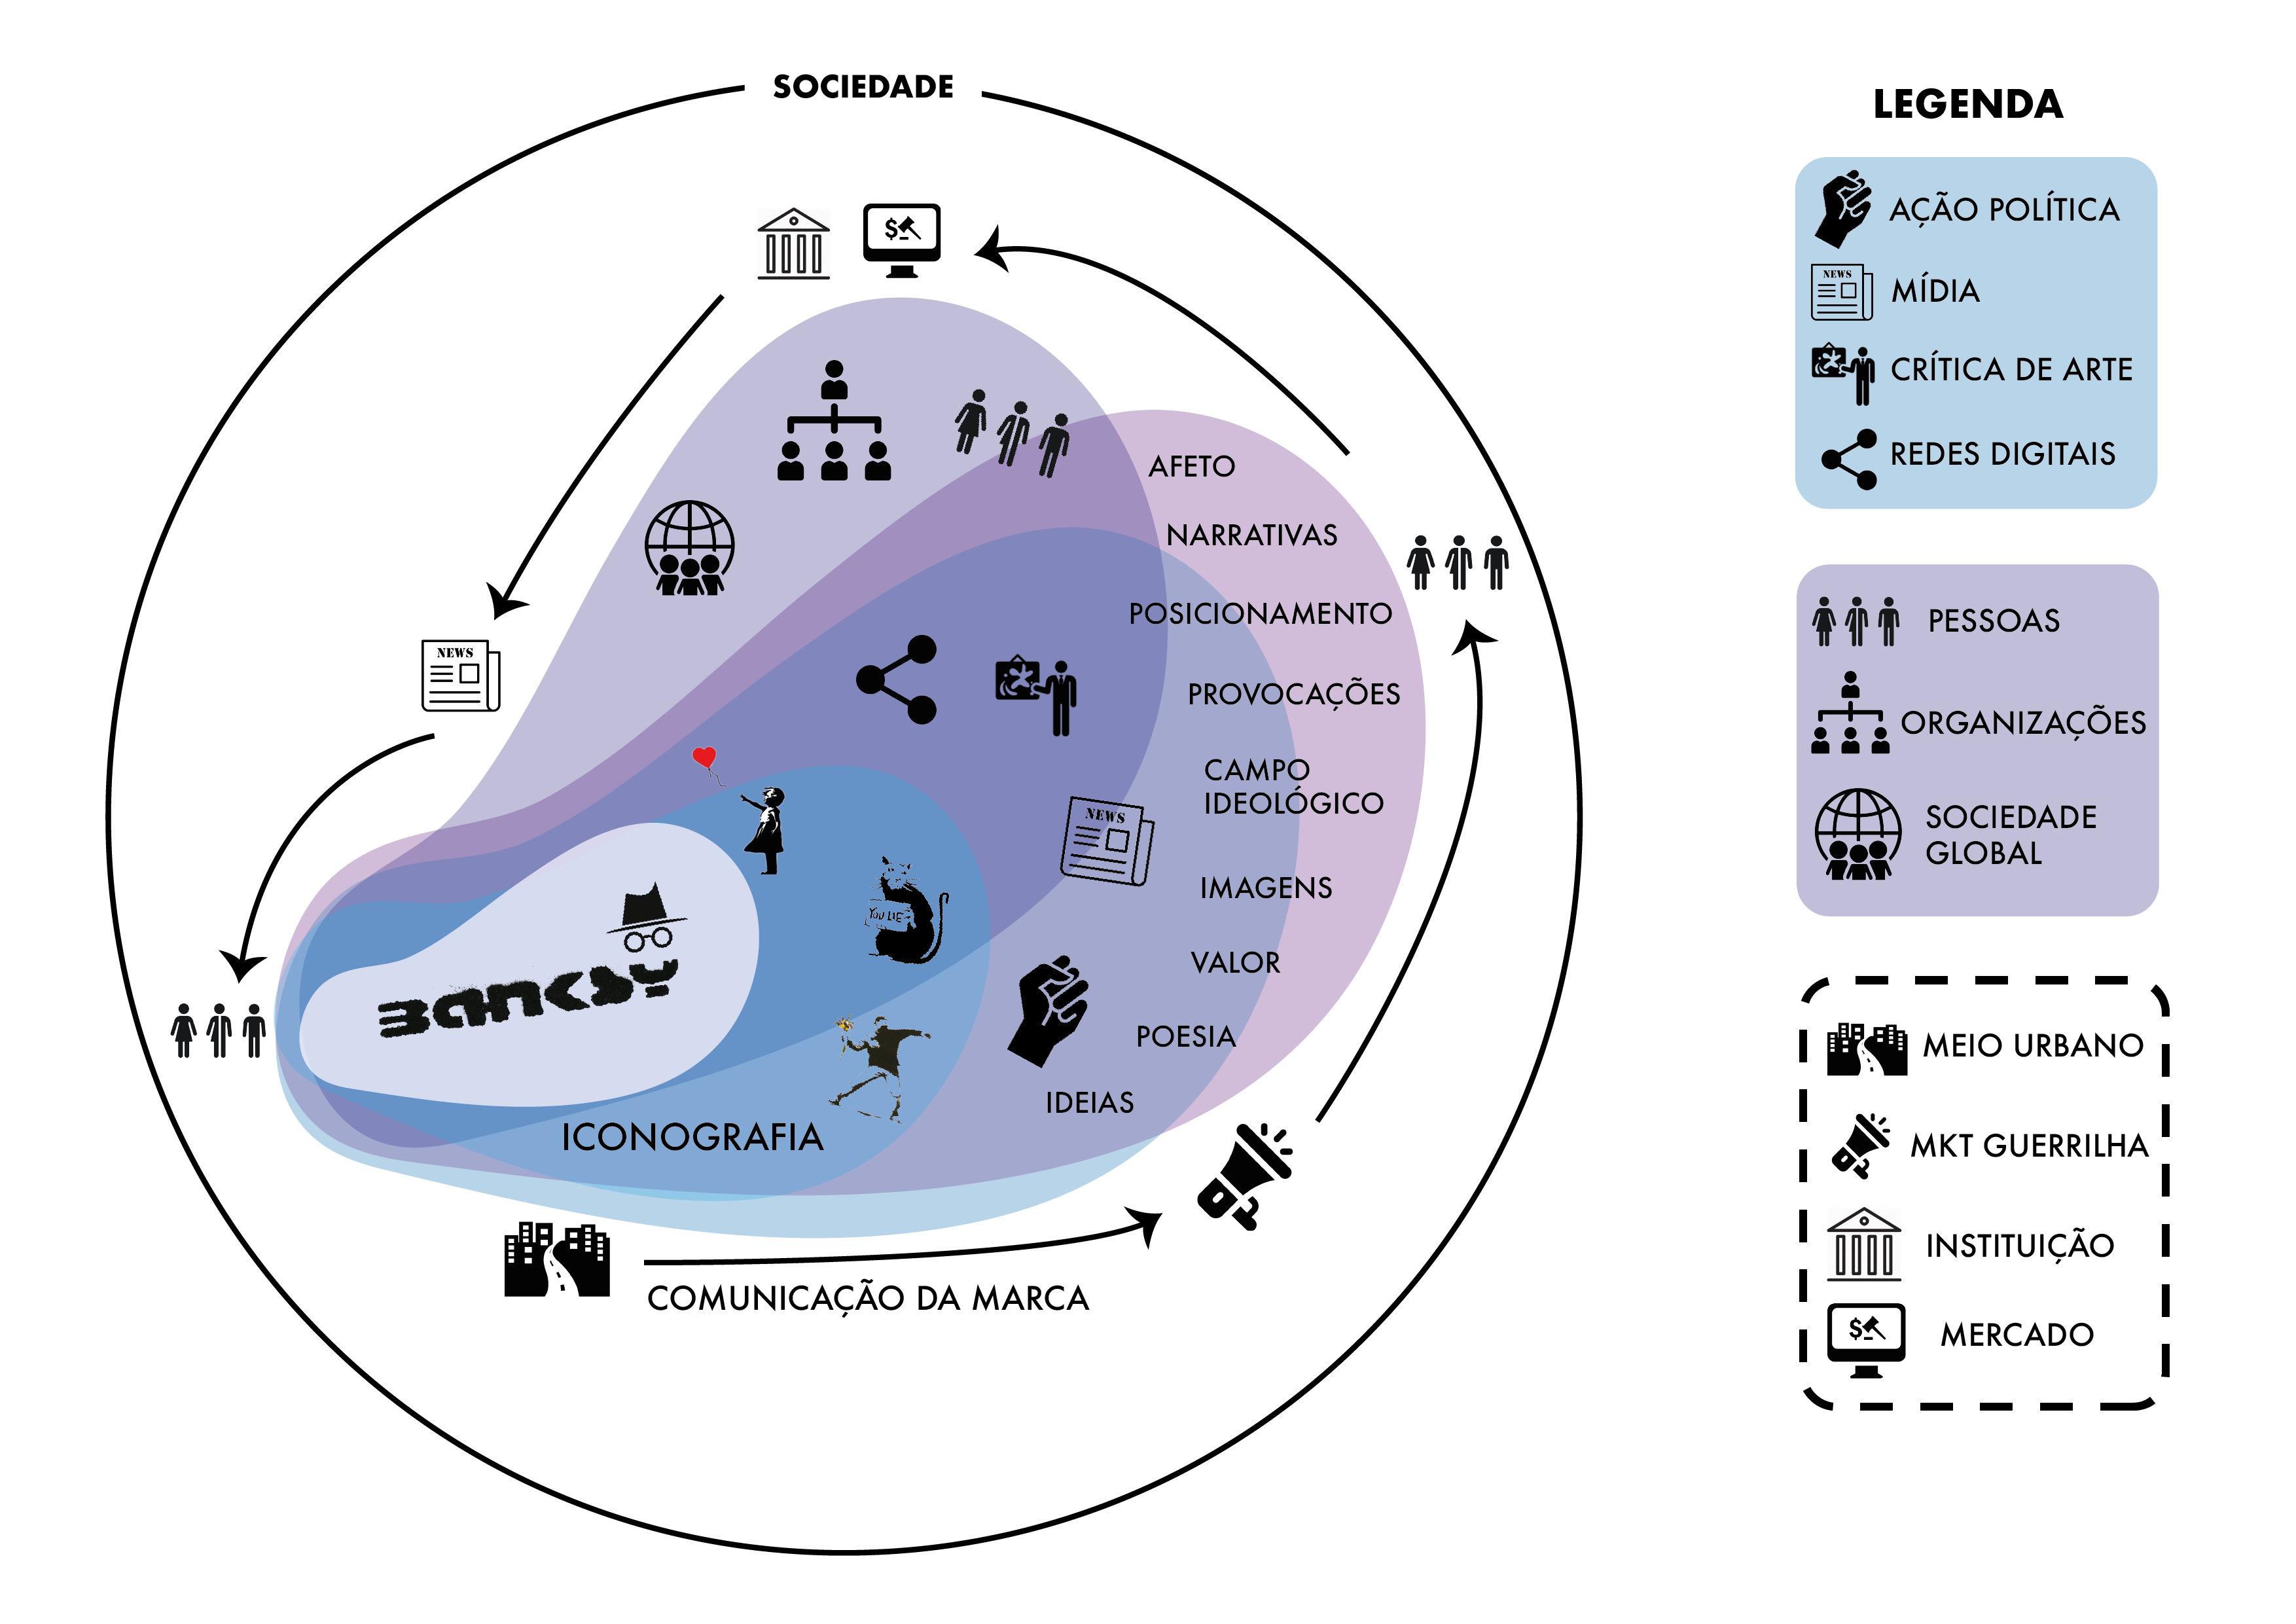 SOCIEDADE
$
NEWS
AFETO
NARRATIVAS
POSICIONAMENTO
PROVOCAÇÕES
CAMPO
IDEOLÓGICO
NEWS
IMAGENS
YOU LIE
VALOR
BANKSY
POESIA
IDEIAS
ICONOGRAFIA
COMUNICAÇÃO DA MARCA
LEGENDA
AÇÃO POLÍTICA
NEWS
MÍDIA
CRÍTICA DE ARTE
REDES DIGITAIS
PESSOAS
ORGANIZAÇÕES
SOCIEDADE
GLOBAL
MEIO URBANO
MKT GUERRILHA
INSTITUIÇÃO
$
MERCADO